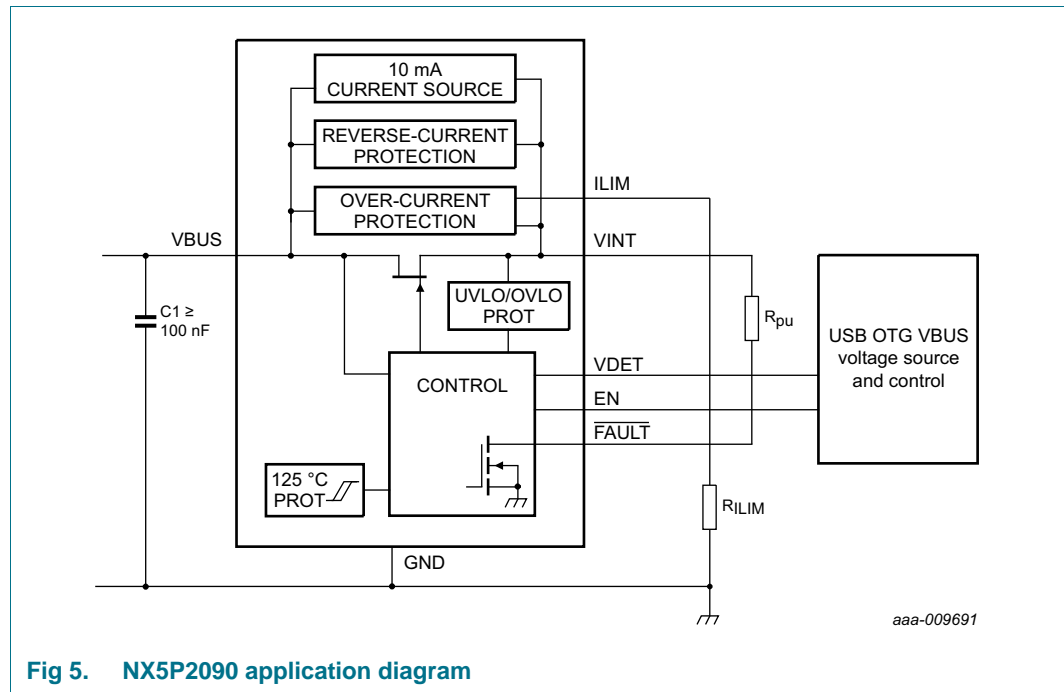 10 mA
CURRENT SOURCE
REVERSE-CURRENT
PROTECTION
OVER-CURRENT
PROTECTION
ILIM
VBUS
VINT
C1 ≥
100 nF
UVLO/OVLO
PROT
Rpu
USB OTG VBUS
voltage source
and control
CONTROL
VDET
EN
FAULT
125 °C
PROT
RILIM
GND
aaa-009691
Fig 5. NX5P2090 application diagram